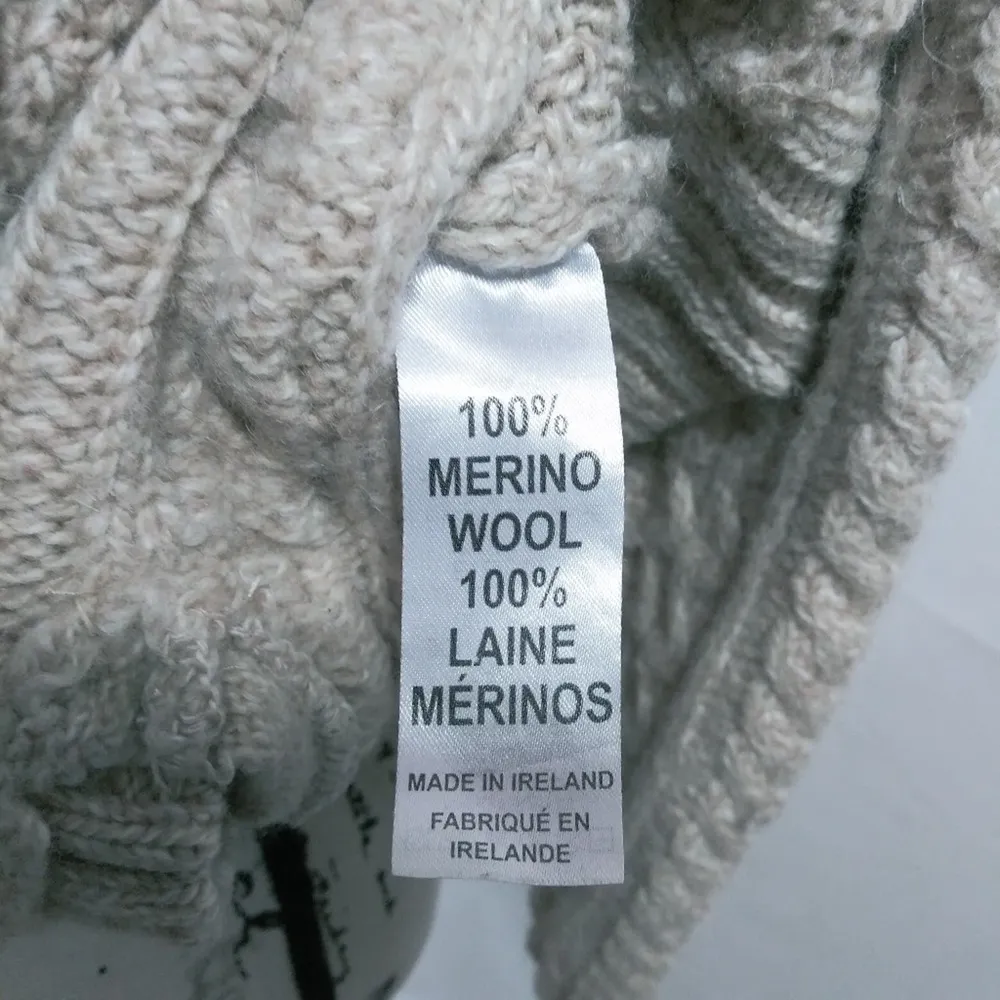 100%
MERINO
WOOL
100%
LAINE
MÉRINOS
MADE IN IRELAND
FABRIQUÉ EN
IRELANDE